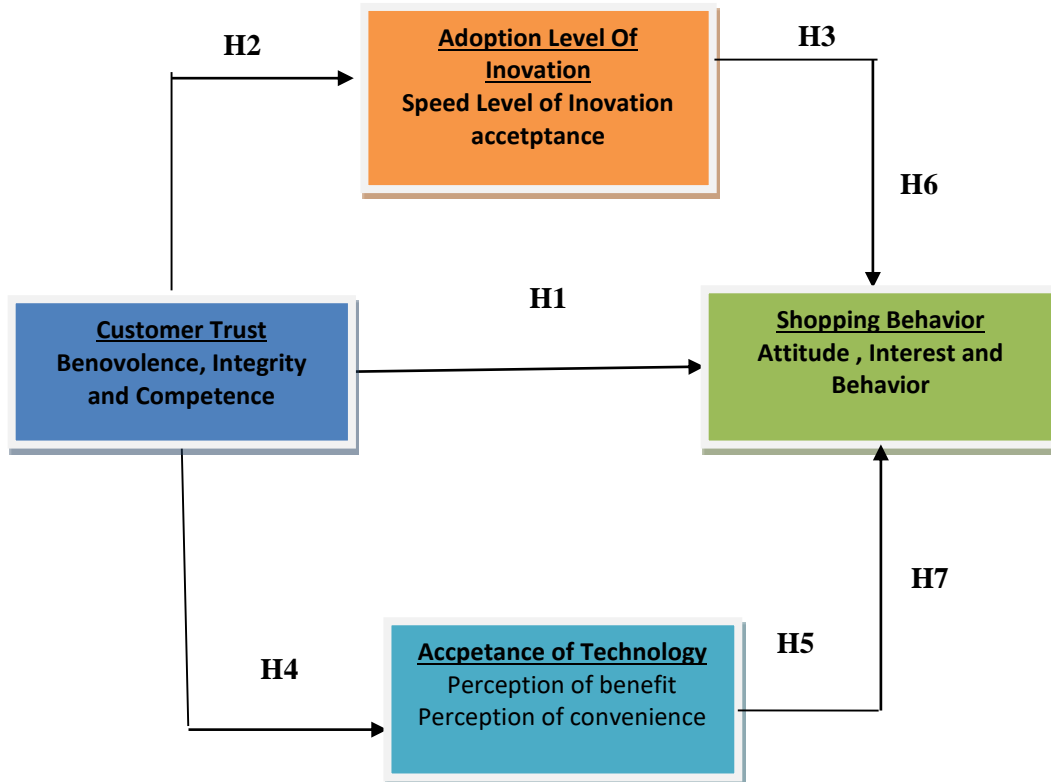 H2
Adoption Level Of
Inovation
Speed Level of Inovation
accetptance
H3
H6
H1
Customer Trust
Benovolence, Integrity
and Competence
Shopping Behavior
Attitude , Interest and
Behavior
H7
H4
Accpetance of Technology
Perception of benefit
Perception of convenience
H5